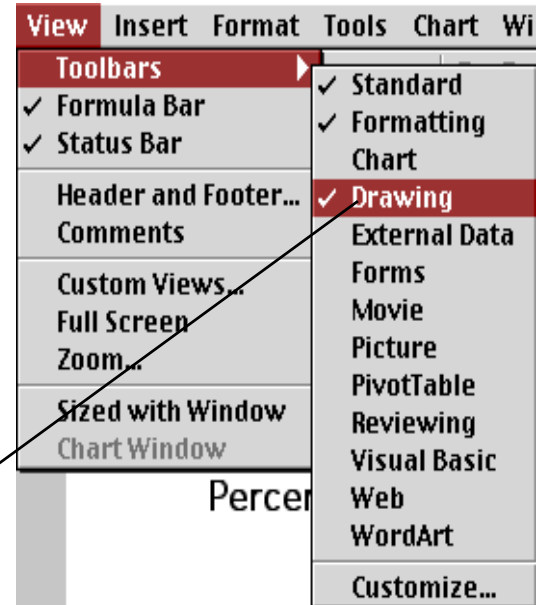 View Insert Format Tools Chart Wi
Toolbars
✓ Formula Bar
✓ Status Bar
Header and Footer...
Comments
Custom Views...
Full Screen
Zoom...
Sized with Window
Chart Window
✓ Standard
✓ Formatting
Chart
✓ Drawing
External Data
Forms
Movie
Picture
PivotTable
Reviewing
Visual Basic
Web
WordArt
Customize...
Percer